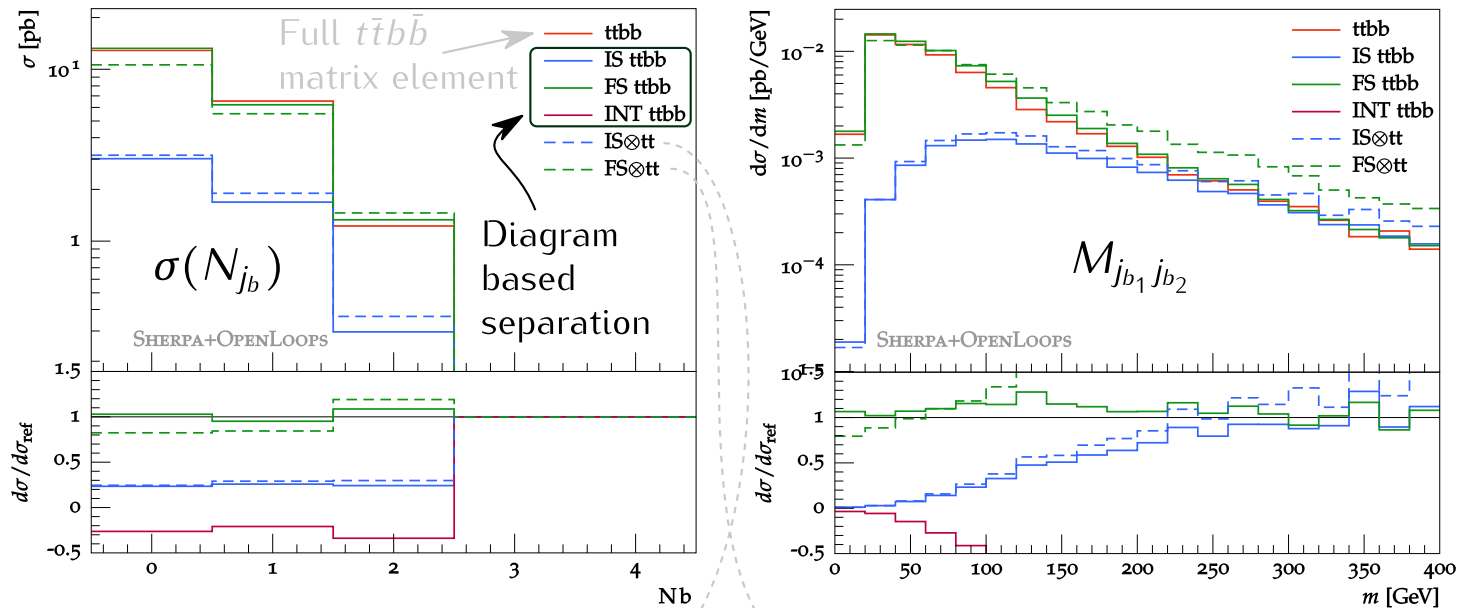 σ [pb]
10¹
1
Full tt̄bb̄
matrix element
ttbb
IS ttbb
FS ttbb
INT ttbb
IS⊗tt
FS⊗tt
σ(N_{j_b})
Diagram
based
separation
SHERPA+OPENLOOPS
dσ/dσ_ref
1.5
1
0.5
0
-0.5
0 1 2 3 4
Nb
dσ/dm [pb/GeV]
10⁻²
10⁻³
10⁻⁴
ttbb
IS ttbb
FS ttbb
INT ttbb
IS⊗tt
FS⊗tt
M_{j_{b1} j_{b2}}
SHERPA+OPENLOOPS
dσ/dσ_ref
1
0.5
0
-0.5
0 50 100 150 200 250 300 350 400
m [GeV]